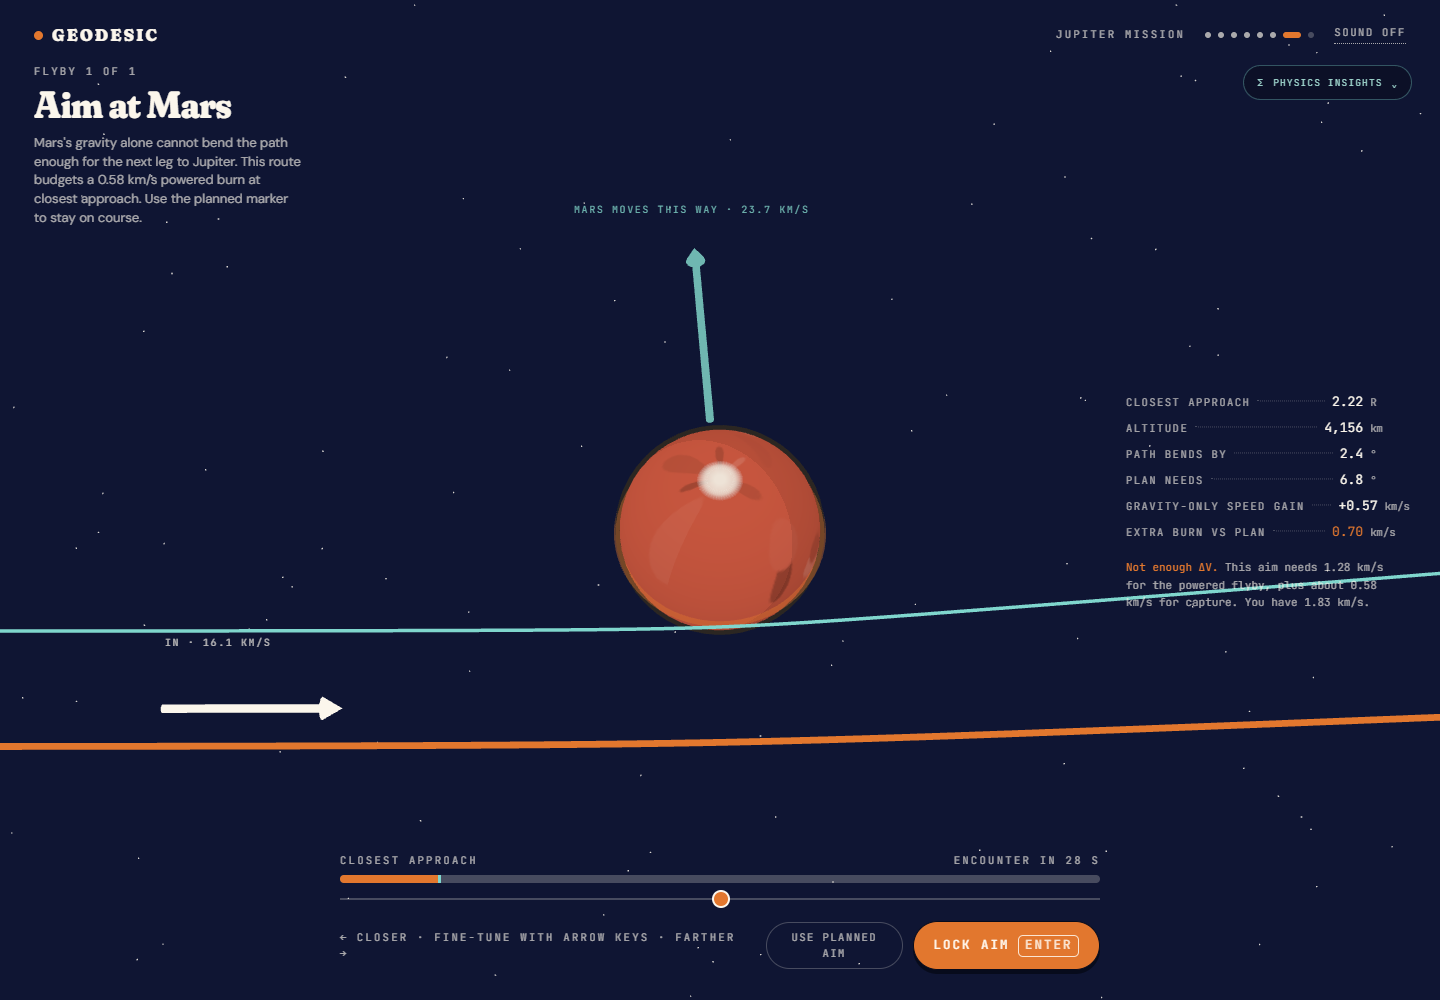 GEODESIC
JUPITER MISSION
SOUND OFF
FLYBY 1 OF 1
Aim at Mars
Mars's gravity alone cannot bend the path
enough for the next leg to Jupiter. This route
budgets a 0.58 km/s powered burn at
closest approach. Use the planned marker
to stay on course.
Σ PHYSICS INSIGHTS ⌄
MARS MOVES THIS WAY · 23.7 KM/S
CLOSEST APPROACH 2.22 R
ALTITUDE 4,156 km
PATH BENDS BY 2.4 °
PLAN NEEDS 6.8 °
GRAVITY-ONLY SPEED GAIN +0.57 km/s
EXTRA BURN VS PLAN 0.70 km/s
Not enough ΔV. This aim needs 1.28 km/s
for the powered flyby, plus about 0.58
km/s for capture. You have 1.83 km/s.
IN · 16.1 KM/S
CLOSEST APPROACH
ENCOUNTER IN 28 S
← CLOSER · FINE-TUNE WITH ARROW KEYS · FARTHER
→
USE PLANNED
AIM
LOCK AIM ENTER